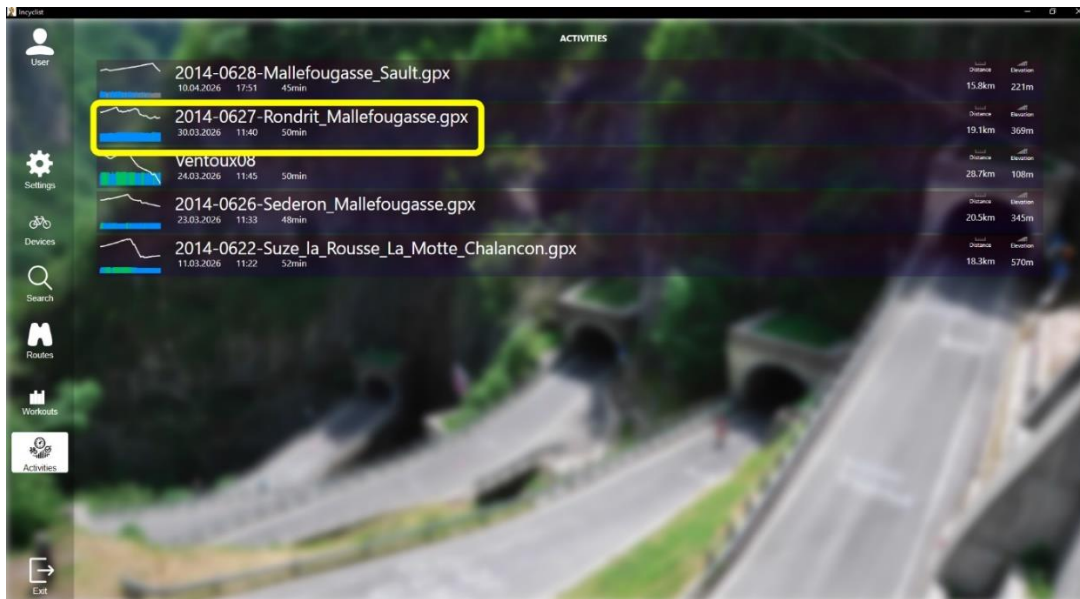 Incyclist
ACTIVITIES
User
2014-0628-Mallefougasse_Sault.gpx
10.04.2026 17:51 45min
Distance Elevation
15.8km 221m
2014-0627-Rondrit_Mallefougasse.gpx
30.03.2026 11:40 50min
Distance Elevation
19.1km 369m
Ventoux08
24.03.2026 11:45 50min
Distance Elevation
28.7km 108m
2014-0626-Sederon_Mallefougasse.gpx
23.03.2026 11:33 48min
Distance Elevation
20.5km 345m
2014-0622-Suze_la_Rousse_La_Motte_Chalancon.gpx
11.03.2026 11:22 52min
Distance Elevation
18.3km 570m
Settings
Devices
Search
Routes
Workouts
Activities
Exit